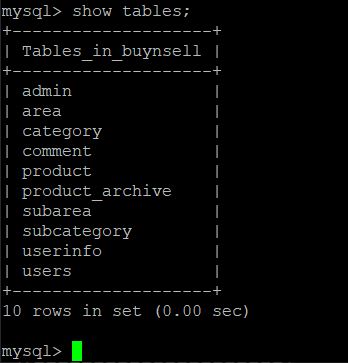 mysql> show tables;
+--------------------+
| Tables_in_buynsell |
+--------------------+
| admin              |
| area               |
| category           |
| comment            |
| product            |
| product_archive    |
| subarea            |
| subcategory        |
| userinfo           |
| users              |
+--------------------+
10 rows in set (0.00 sec)
mysql>